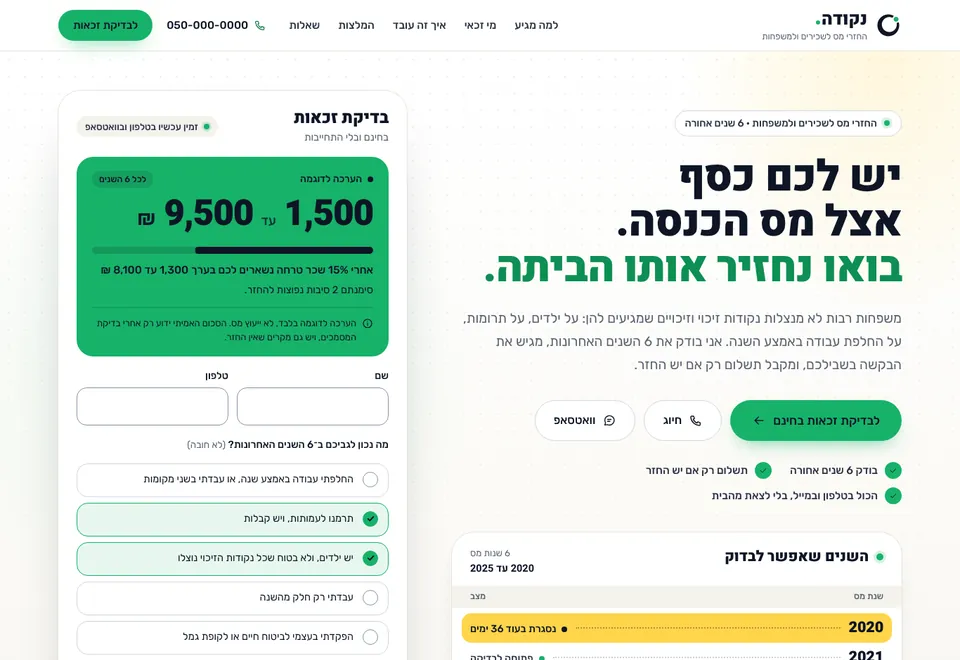 נקודה.
החזרי מס לשכירים ולמשפחות
למה מגיע
מי זכאי
איך זה עובד
המלצות
שאלות
050-000-0000
לבדיקת זכאות
החזרי מס לשכירים ולמשפחות • 6 שנים אחורה
יש לכם כסף
אצל מס הכנסה.
בואו נחזיר אותו הביתה.
משפחות רבות לא מנצלות נקודות זיכוי וזיכויים שמגיעים להן: על ילדים, על תרומות,
על החלפת עבודה באמצע השנה. אני בודק את 6 השנים האחרונות, מגיש את
הבקשה בשבילכם, ומקבל תשלום רק אם יש החזר.
לבדיקת זכאות בחינם ←
חיוג
וואטסאפ
בודק 6 שנים אחורה
תשלום רק אם יש החזר
הכול בטלפון ובמייל, בלי לצאת מהבית
השנים שאפשר לבדוק
6 שנות מס
2020 עד 2025
שנת מס
מצב
2020
נסגרת בעוד 36 ימים
2021
פתוחה לבדיקה
בדיקת זכאות
בחינם ובלי התחייבות
זמין עכשיו בטלפון ובוואטסאפ
הערכה לדוגמה
לכל 6 השנים
1,500 עד 9,500 ₪
אחרי 15% שכר טרחה נשארים לכם בערך 1,300 עד 8,100 ₪
סימנתם 2 סיבות נפוצות להחזר.
הערכה לדוגמה בלבד, לא ייעוץ מס. הסכום האמיתי ידוע רק אחרי בדיקת
המסמכים, ויש גם מקרים שאין החזר.
שם
טלפון
מה נכון לגביכם ב־6 השנים האחרונות? (לא חובה)
החלפתי עבודה באמצע שנה, או עבדתי בשני מקומות
תרמנו לעמותות, ויש קבלות
יש ילדים, ולא בטוח שכל נקודות הזיכוי נוצלו
עבדתי רק חלק מהשנה
הפקדתי בעצמי לביטוח חיים או לקופת גמל